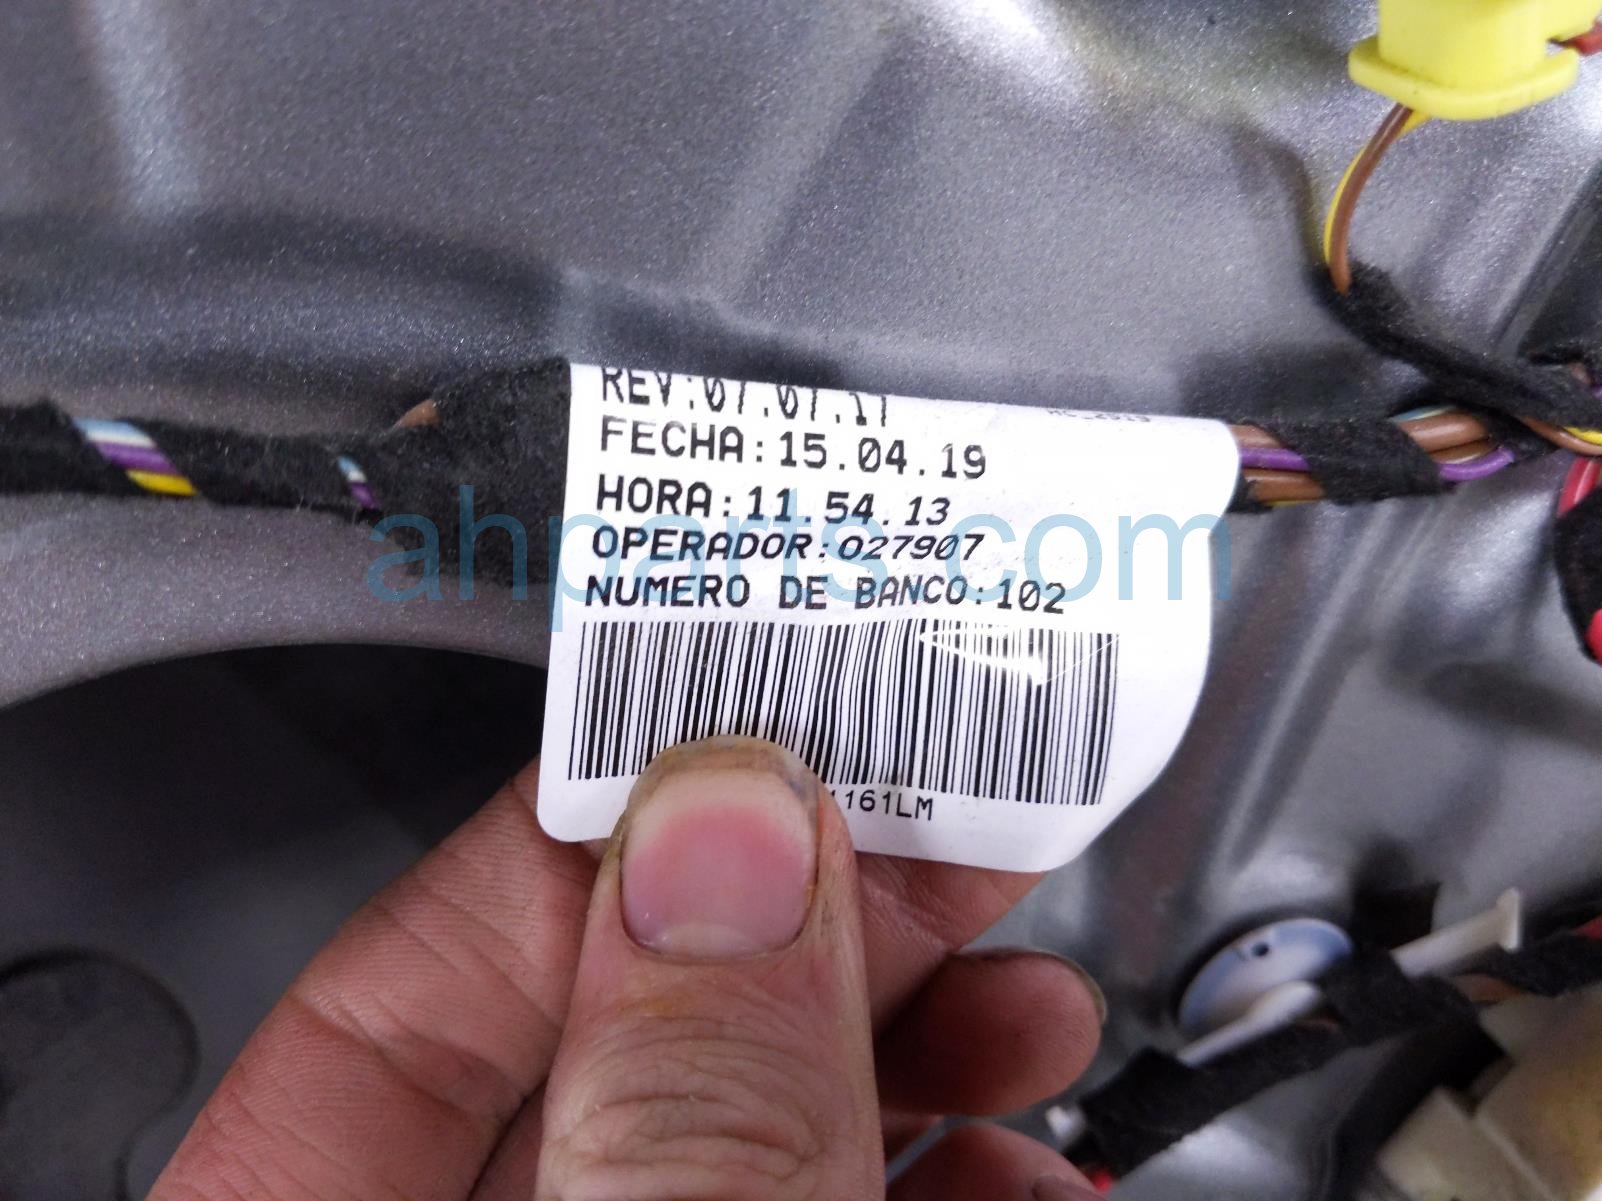 REV:07.07.17
FECHA:15.04.19
HORA:11.54.13
OPERADOR:027907
NUMERO DE BANCO:102
1161LM
ahparts.com